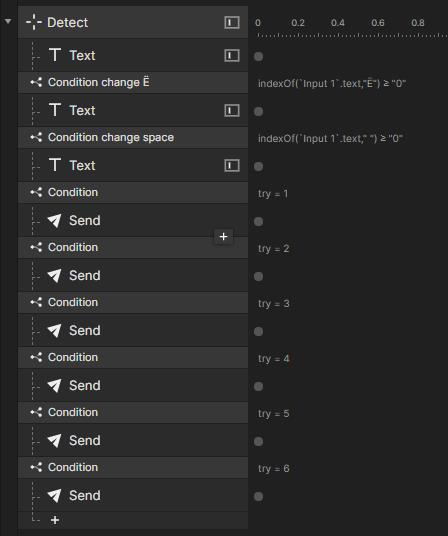 Detect 0 0.2 0.4 0.6 0.8
Text
Condition change Ё indexOf(`Input 1`.text,"Ё") ≥ "0"
Text
Condition change space indexOf(`Input 1`.text," ") ≥ "0"
Text
Condition try = 1
Send
Condition try = 2
Send
Condition try = 3
Send
Condition try = 4
Send
Condition try = 5
Send
Condition try = 6
Send